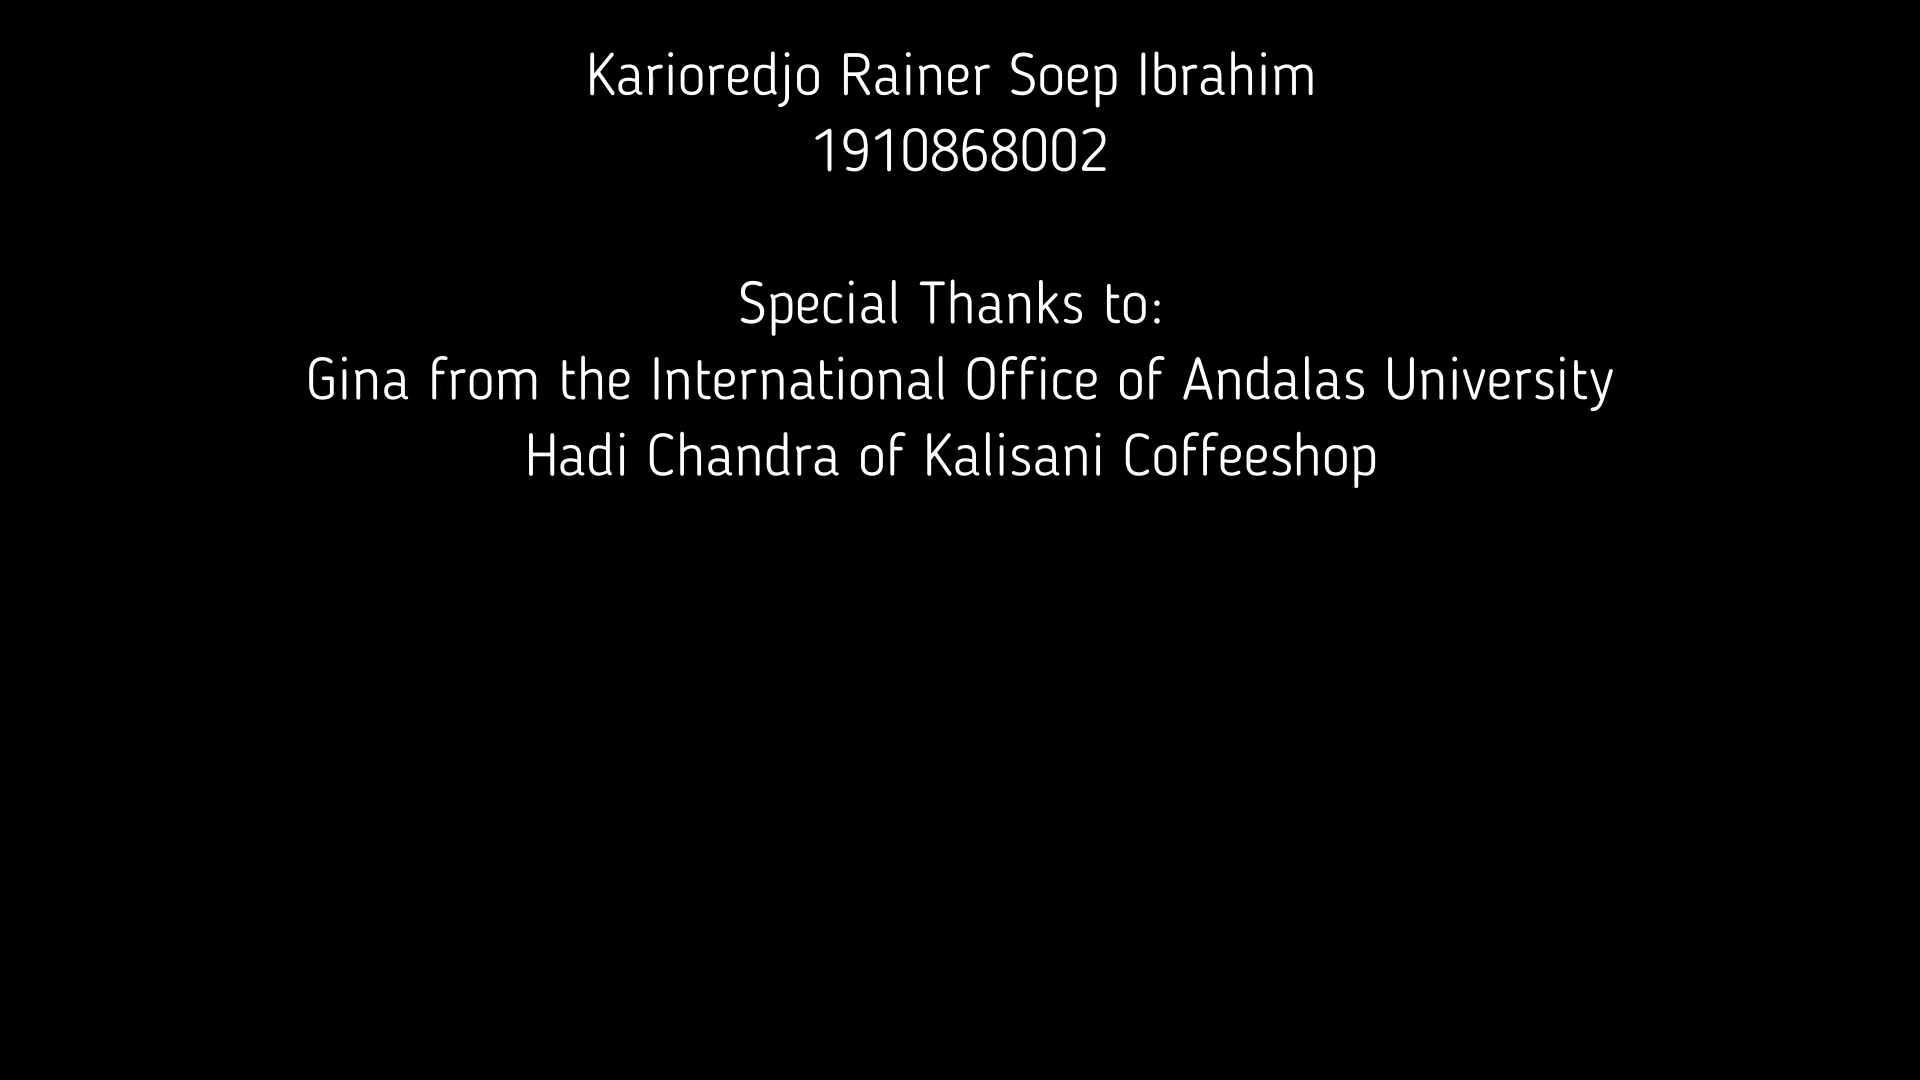 Karioredjo Rainer Soep Ibrahim
1910868002
Special Thanks to:
Gina from the International Office of Andalas University
Hadi Chandra of Kalisani Coffeeshop